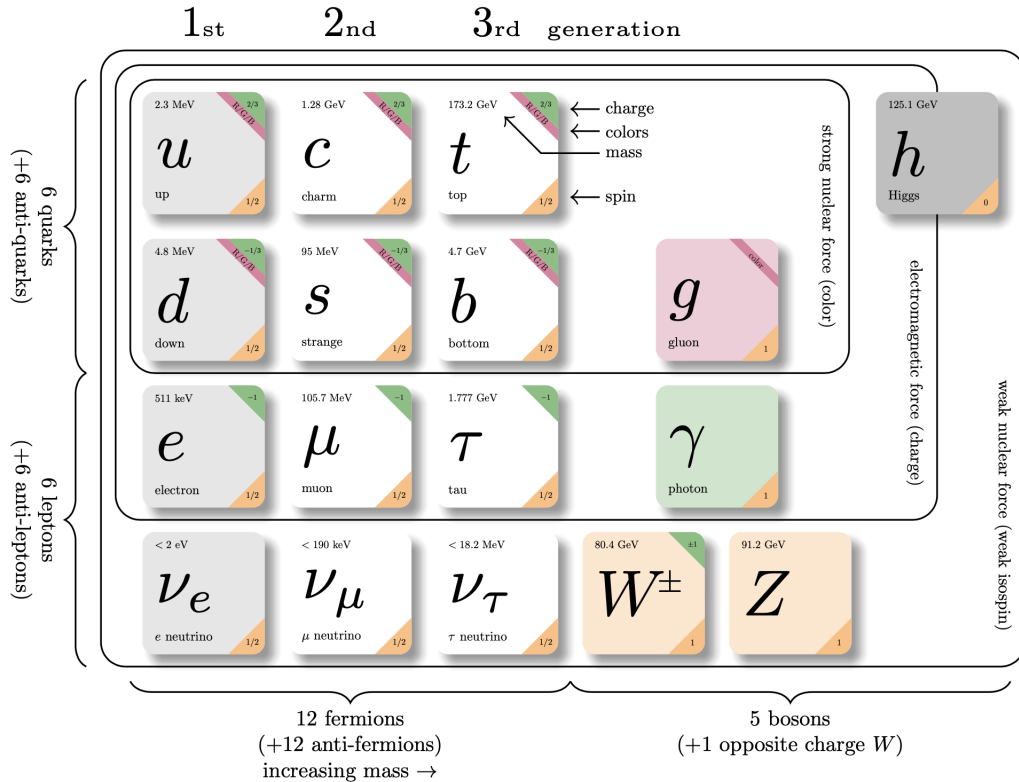 1st 2nd 3rd generation
2.3 MeV
2/3
R/G/B
u
up
1/2
1.28 GeV
2/3
R/G/B
c
charm
1/2
173.2 GeV
2/3
R/G/B
t
top
1/2
charge
colors
mass
spin
125.1 GeV
h
Higgs
0
4.8 MeV
−1/3
R/G/B
d
down
1/2
95 MeV
−1/3
R/G/B
s
strange
1/2
4.7 GeV
−1/3
R/G/B
b
bottom
1/2
color
g
gluon
1
511 keV
−1
e
electron
1/2
105.7 MeV
−1
μ
muon
1/2
1.777 GeV
−1
τ
tau
1/2
γ
photon
1
< 2 eV
νe
e neutrino
1/2
< 190 keV
νμ
μ neutrino
1/2
< 18.2 MeV
ντ
τ neutrino
1/2
80.4 GeV
±1
W±
1
91.2 GeV
Z
1
6 quarks
(+6 anti-quarks)
6 leptons
(+6 anti-leptons)
strong nuclear force (color)
electromagnetic force (charge)
weak nuclear force (weak isospin)
12 fermions
(+12 anti-fermions)
increasing mass →
5 bosons
(+1 opposite charge W)